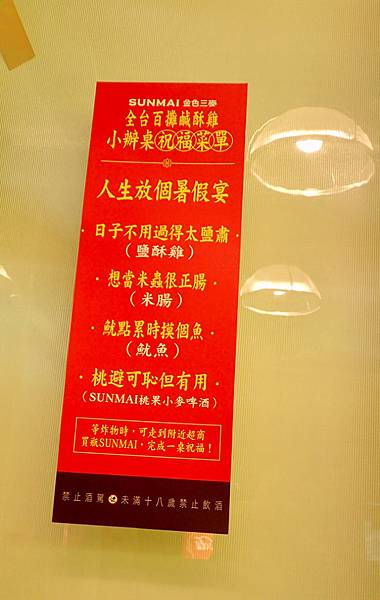 SUNMAI 金色三麥
全台百攤鹹酥雞
小辦桌祝福菜單
人生放個暑假宴
·日子不用過得太鹽肅·
（鹽酥雞）
·想當米蟲很正腸·
（米腸）
·魷點累時摸個魚·
（魷魚）
·桃避可恥但有用·
（SUNMAI桃果小麥啤酒）
等炸物時，可走到附近超商
買瓶SUNMAI，完成一桌祝福！
禁止酒駕 未滿十八歲禁止飲酒